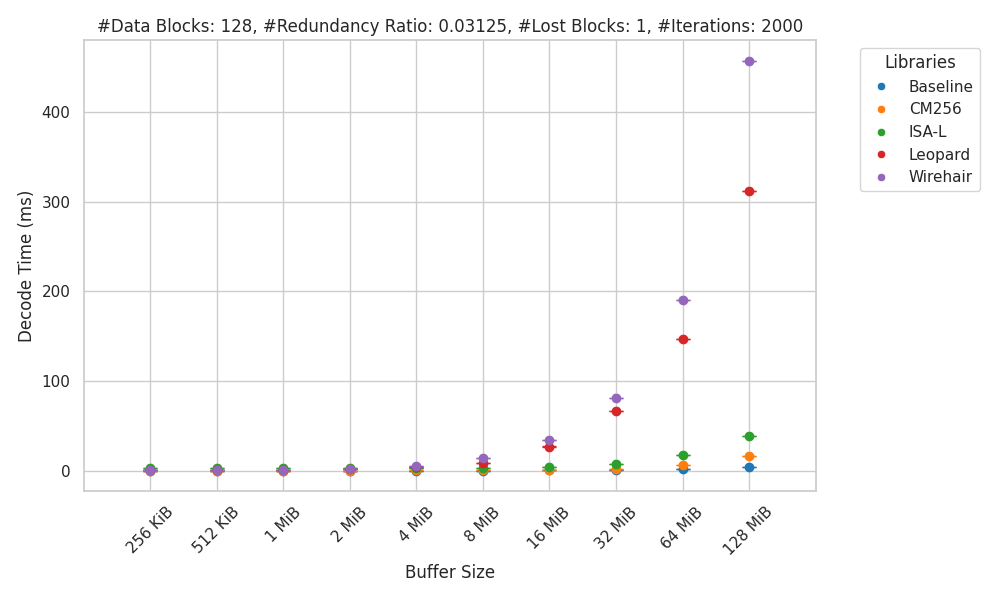 #Data Blocks: 128, #Redundancy Ratio: 0.03125, #Lost Blocks: 1, #Iterations: 2000
Libraries
Baseline
CM256
ISA-L
Leopard
Wirehair
Decode Time (ms)
400
300
200
100
0
256 KiB
512 KiB
1 MiB
2 MiB
4 MiB
8 MiB
16 MiB
32 MiB
64 MiB
128 MiB
Buffer Size